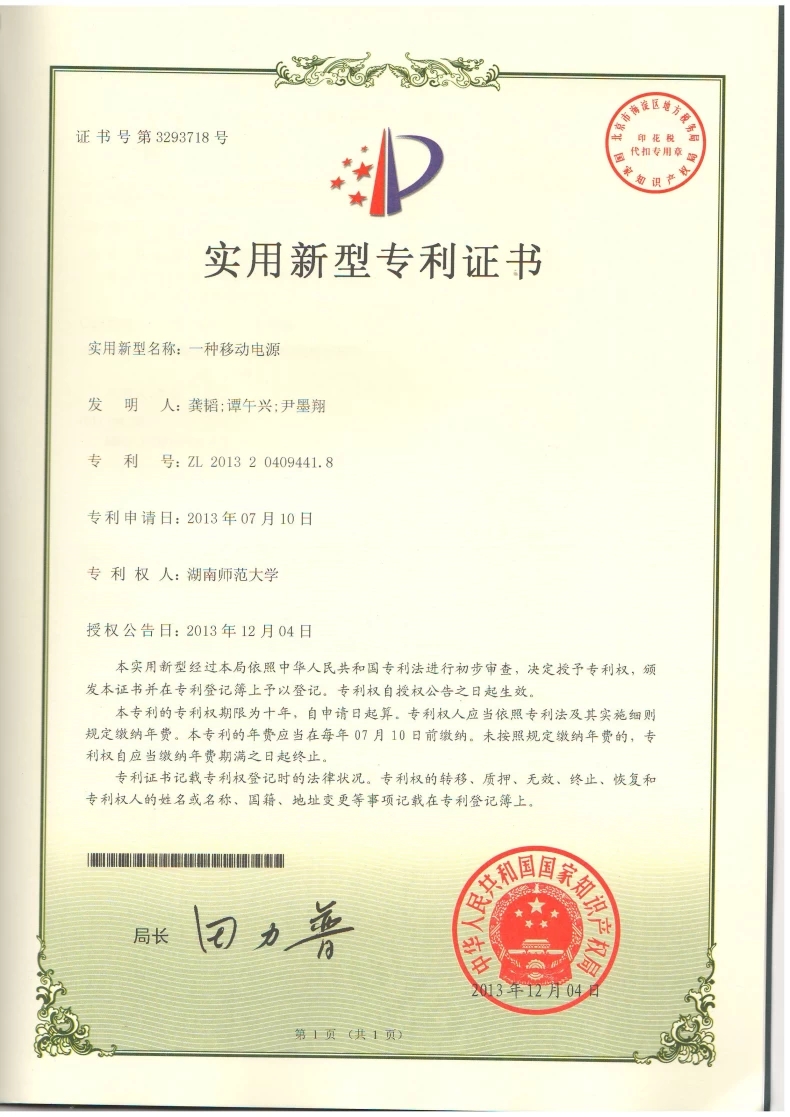 证书号第3293718号
北京市海淀区地方税务局
印花税
代扣专用章
国家知识产权局
实用新型专利证书
实用新型名称：一种移动电源
发明人：龚韬;谭午兴;尹墨翔
专利号：ZL 2013 2 0409441.8
专利申请日：2013年07月10日
专利权人：湖南师范大学
授权公告日：2013年12月04日
本实用新型经过本局依照中华人民共和国专利法进行初步审查，决定授予专利权，颁
发本证书并在专利登记簿上予以登记。专利权自授权公告之日起生效。
本专利的专利权期限为十年，自申请日起算。专利权人应当依照专利法及其实施细则
规定缴纳年费。本专利的年费应当在每年07月10日前缴纳。未按照规定缴纳年费的，专
利权自应当缴纳年费期满之日起终止。
专利证书记载专利权登记时的法律状况。专利权的转移、质押、无效、终止、恢复和
专利权人的姓名或名称、国籍、地址变更等事项记载在专利登记簿上。
局长 田力普
中华人民共和国国家知识产权局
2013年12月04日
第1页（共1页）